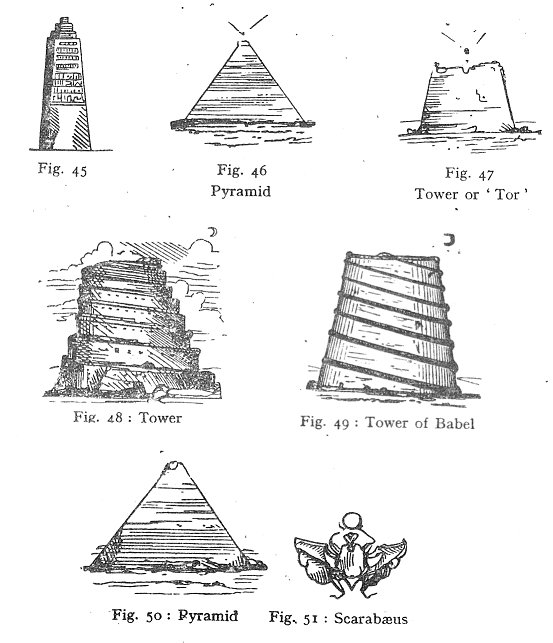 Fig. 45
Fig. 46
Pyramid
Fig. 47
Tower or ‘ Tor ’
Fig. 48 : Tower
Fig. 49 : Tower of Babel
Fig. 50 : Pyramid
Fig. 51 : Scarabæus